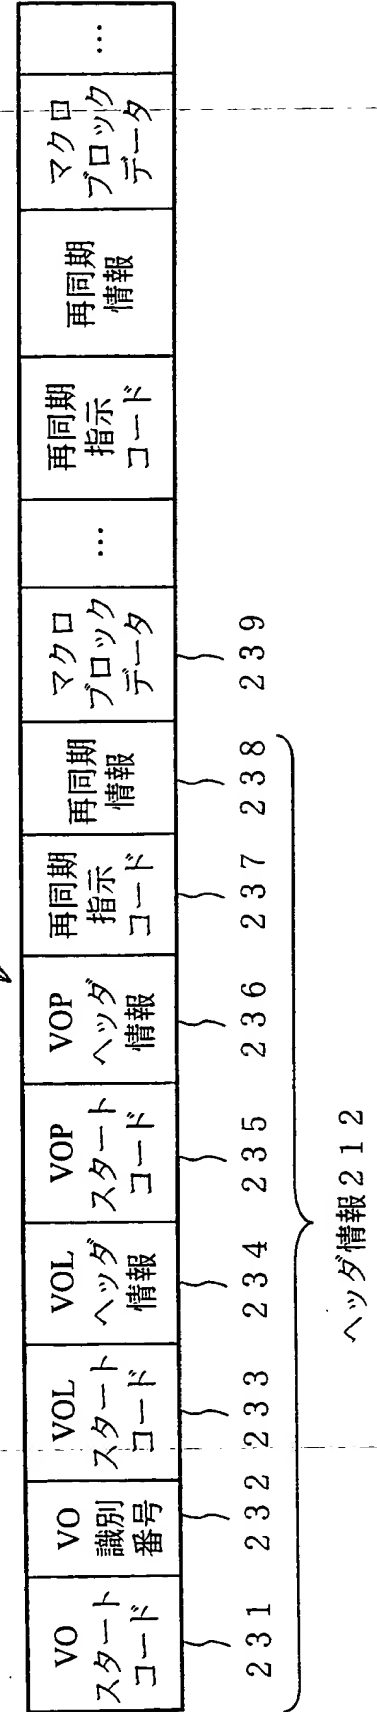 VO
スタート
コード
VO
識別
番号
VOL
スタート
コード
VOL
ヘッダ
情報
VOP
スタート
コード
VOP
ヘッダ
情報
再同期
指示
コード
再同期
情報
マクロ
ブロック
データ
…
再同期
指示
コード
再同期
情報
マクロ
ブロック
データ
…
231
232
233
234
235
236
237
238
239
ヘッダ情報212